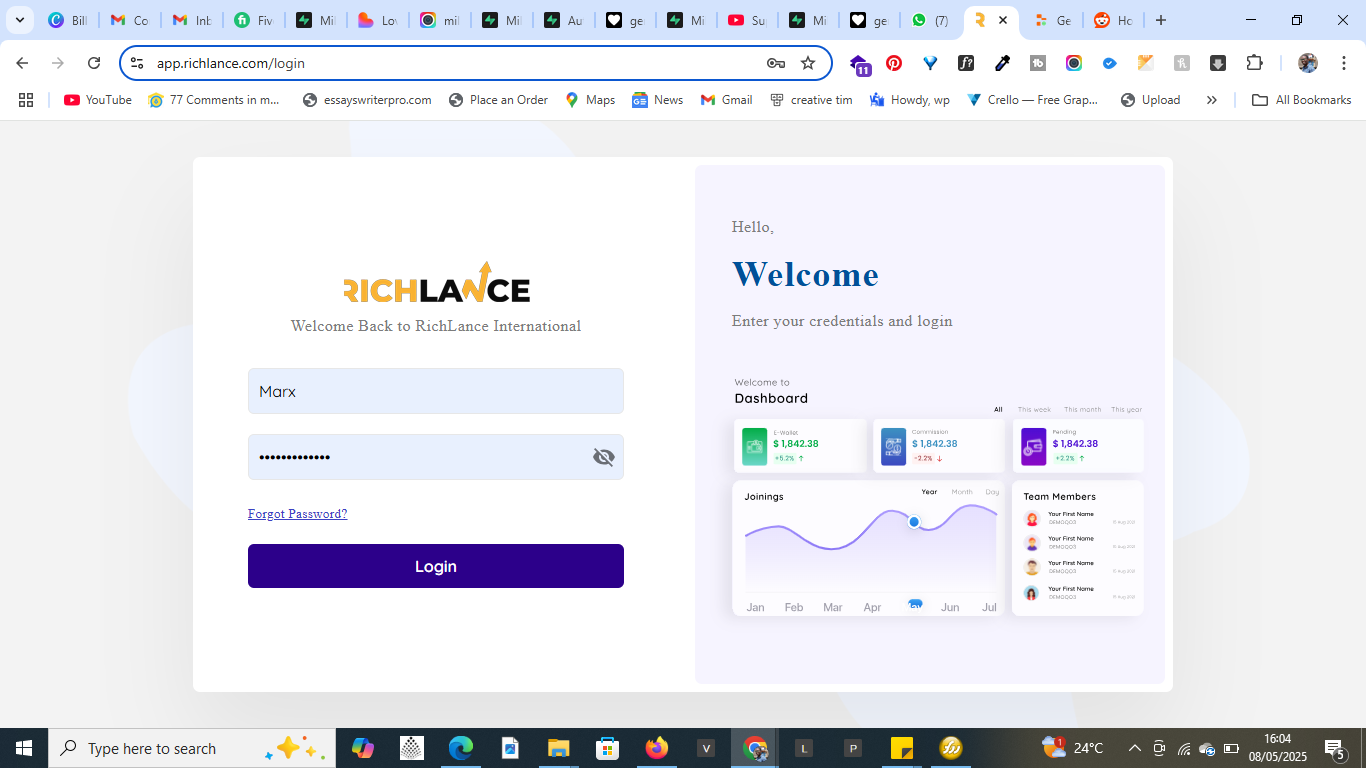 Bill
Co
Inb
Five
Mil
Lov
mil
Mil
Au
ge
Mi
Su
Mi
ge
(7)
Ge
Ho
app.richlance.com/login
11
YouTube
77 Comments in m...
essayswriterpro.com
Place an Order
Maps
News
Gmail
creative tim
Howdy, wp
Crello — Free Grap...
Upload
All Bookmarks
RICHLANCE
Welcome Back to RichLance International
Marx
Forgot Password?
Login
Hello,
Welcome
Enter your credentials and login
Welcome to
Dashboard
All This week This month This year
E-Wallet
$ 1,842.38
+5.2% ↑
Commission
$ 1,842.38
-2.2% ↓
Pending
$ 1,842.38
+2.2% ↑
Joinings
Year Month Day
Jan Feb Mar Apr Jun Jul
Team Members
Your First Name
Your First Name
Your First Name
Your First Name
Type here to search
V
L
P
1
24°C
16:04
08/05/2025
5